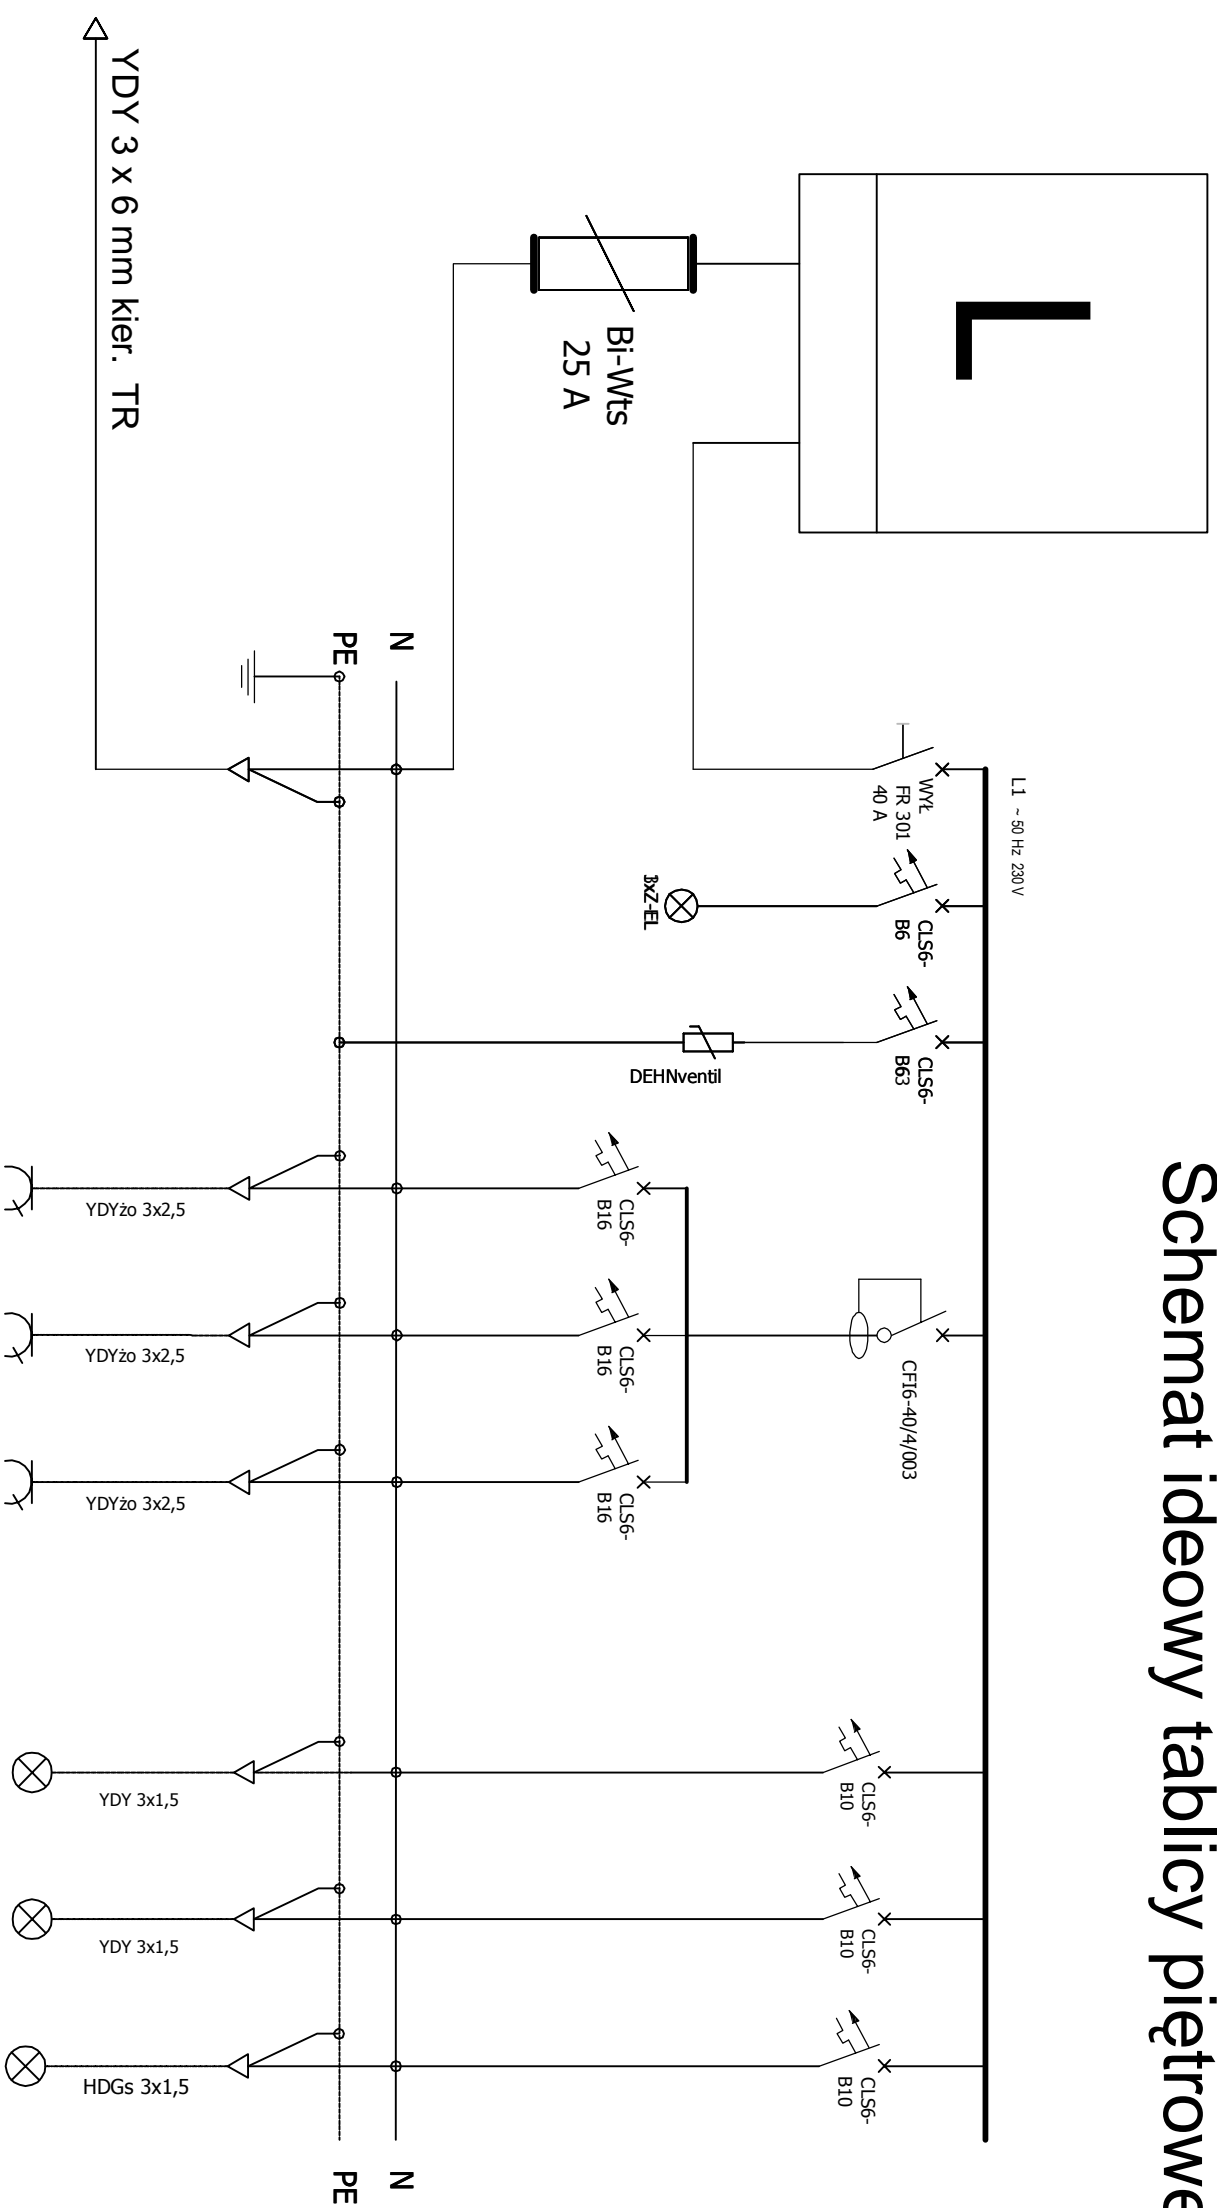 Schemat ideowy tablicy piętrowe
L
L1 ~ 50 Hz 230 V
WYŁ
FR 301
40 A
CLS6-
B6
CLS6-
B63
Bi-Wts
25 A
3xZ-EL
DEHNventil
CFI6-40/4/003
CLS6-
B16
CLS6-
B16
CLS6-
B16
CLS6-
B10
CLS6-
B10
CLS6-
B10
N
N
PE
PE
YDY 3 x 6 mm kier. TR
YDYżo 3x2,5
YDYżo 3x2,5
YDYżo 3x2,5
YDY 3x1,5
YDY 3x1,5
HDGs 3x1,5